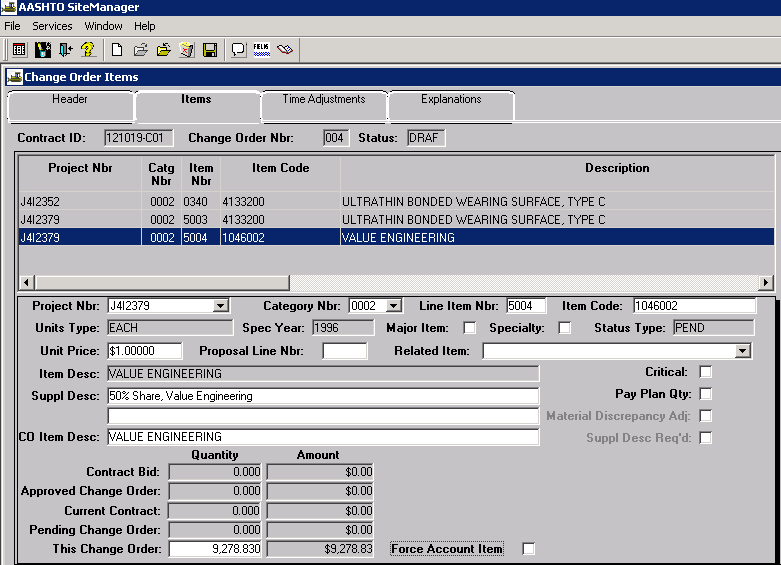 AASHTO SiteManager
File Services Window Help
FELIX
Change Order Items
Header Items Time Adjustments Explanations
Contract ID: 121019-C01 Change Order Nbr: 004 Status: DRAF
Project Nbr Catg Nbr Item Nbr Item Code Description
J4I2352 0002 0340 4133200 ULTRATHIN BONDED WEARING SURFACE, TYPE C
J4I2379 0002 5003 4133200 ULTRATHIN BONDED WEARING SURFACE, TYPE C
J4I2379 0002 5004 1046002 VALUE ENGINEERING
Project Nbr: J4I2379 Category Nbr: 0002 Line Item Nbr: 5004 Item Code: 1046002
Units Type: EACH Spec Year: 1996 Major Item: Specialty: Status Type: PEND
Unit Price: $1.00000 Proposal Line Nbr: Related Item:
Item Desc: VALUE ENGINEERING Critical:
Suppl Desc: 50% Share, Value Engineering Pay Plan Qty:
Material Discrepancy Adj:
CO Item Desc: VALUE ENGINEERING Suppl Desc Req'd:
Quantity Amount
Contract Bid: 0.000 $0.00
Approved Change Order: 0.000 $0.00
Current Contract: 0.000 $0.00
Pending Change Order: 0.000 $0.00
This Change Order: 9,278.830 $9,278.83 Force Account Item